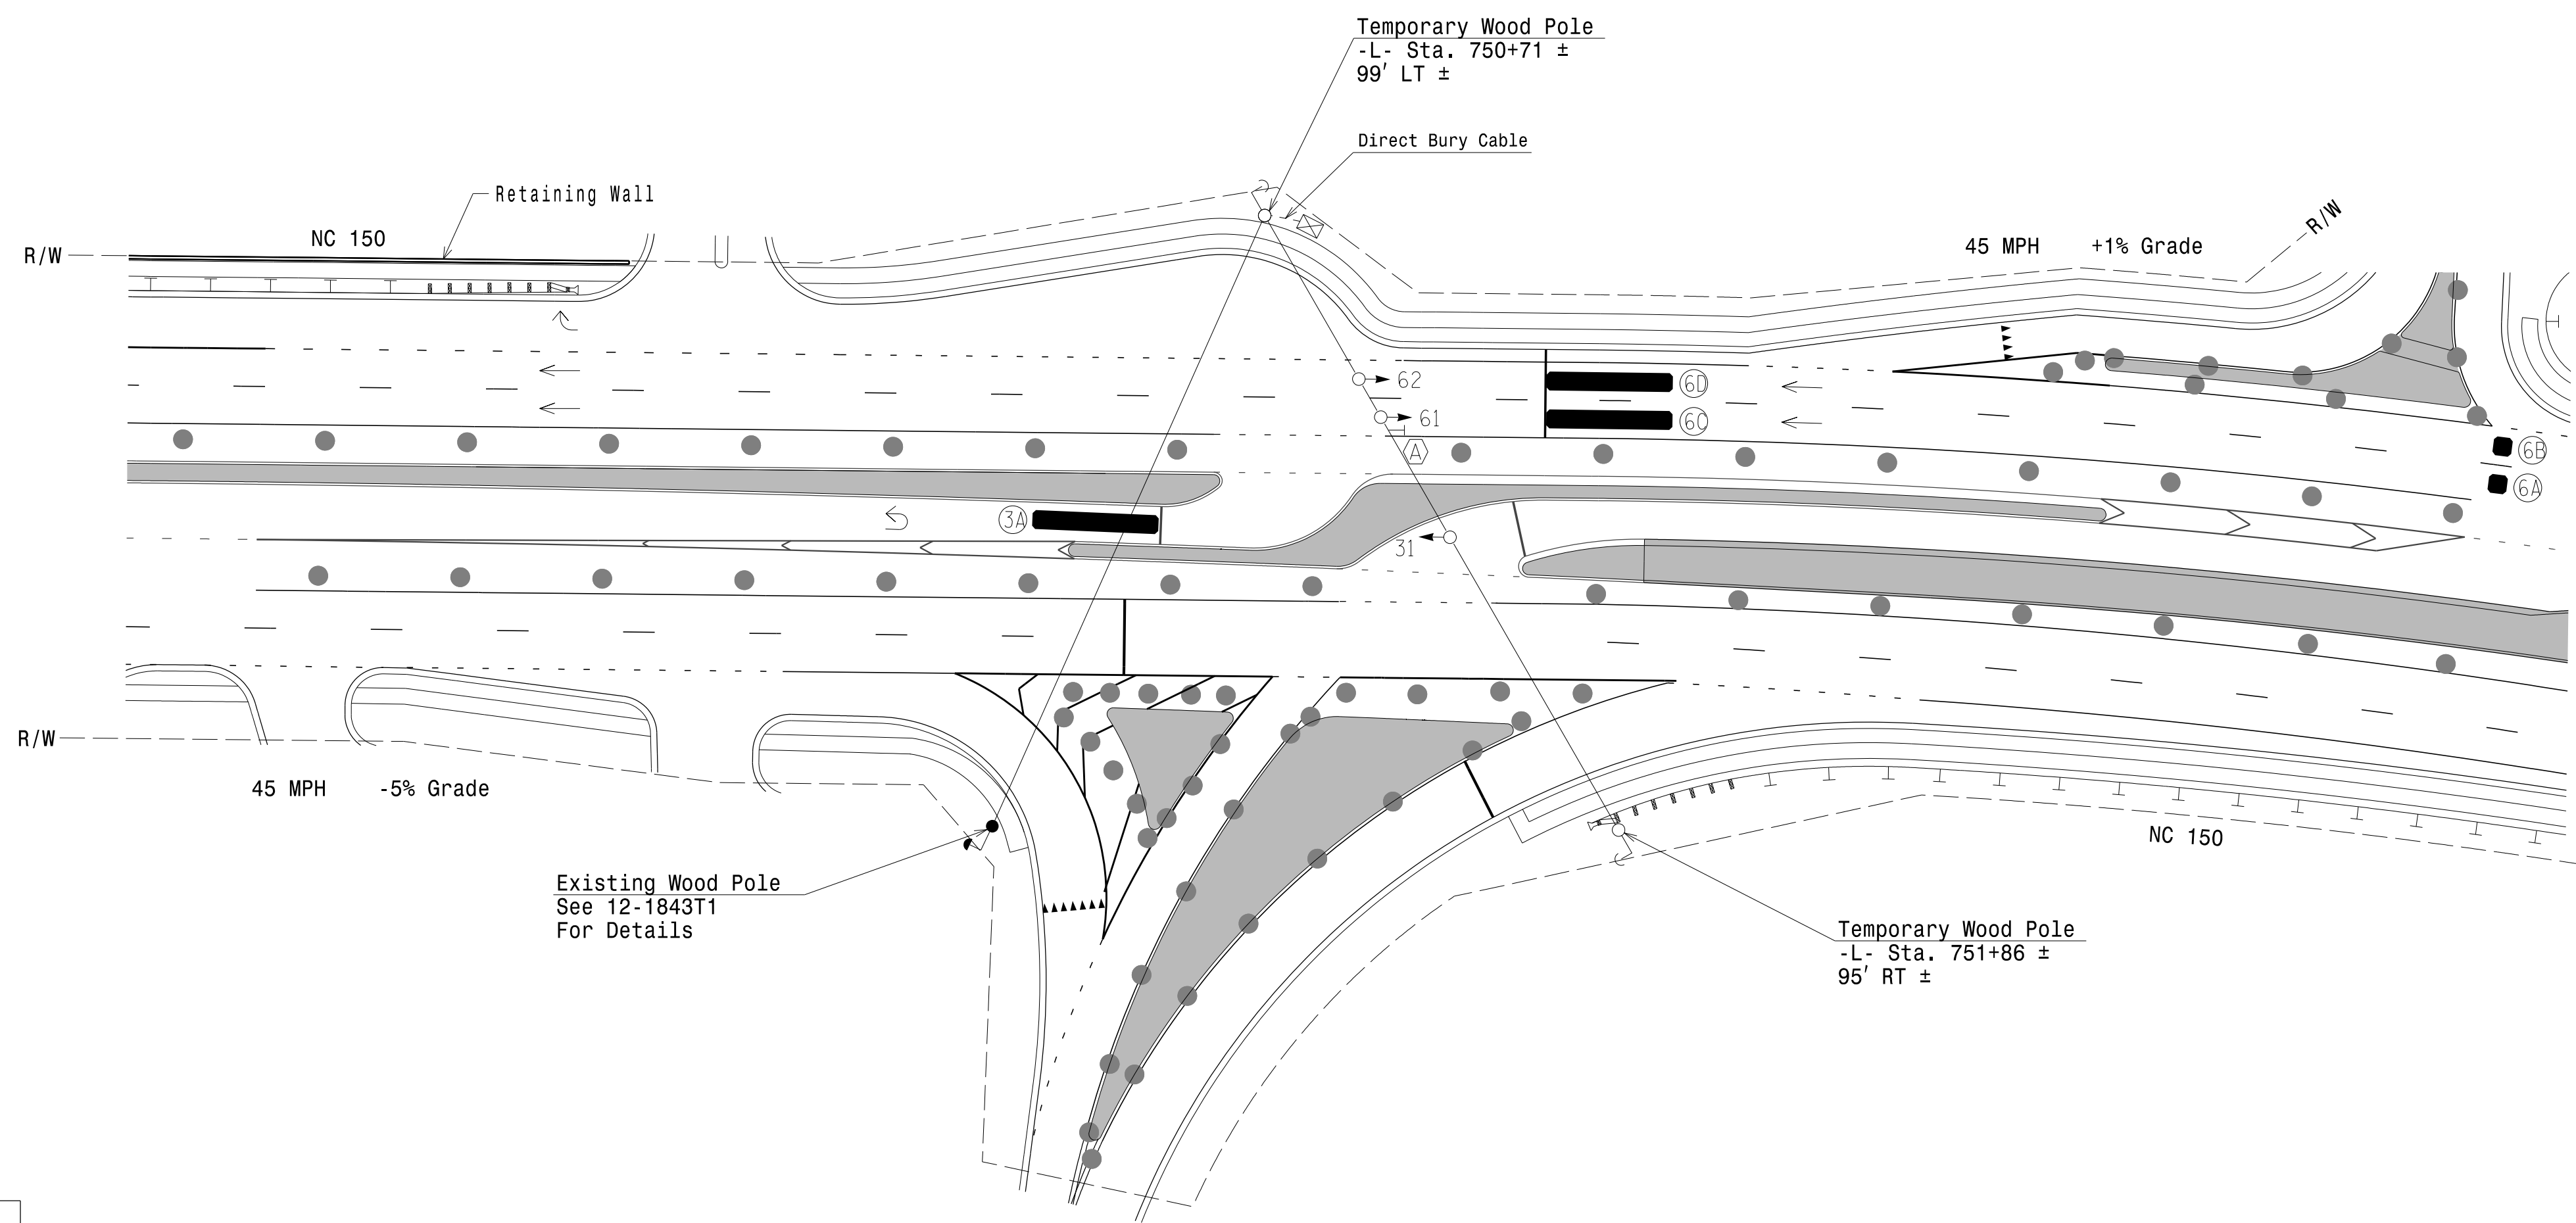 Temporary Wood Pole
-L- Sta. 750+71 ±
99' LT ±
Direct Bury Cable
Retaining Wall
NC 150
R/W
45 MPH +1% Grade
R/W
62
6D
61
6C
A
6B
6A
3A
31
R/W
45 MPH -5% Grade
NC 150
Existing Wood Pole
See 12-1843T1
For Details
Temporary Wood Pole
-L- Sta. 751+86 ±
95' RT ±